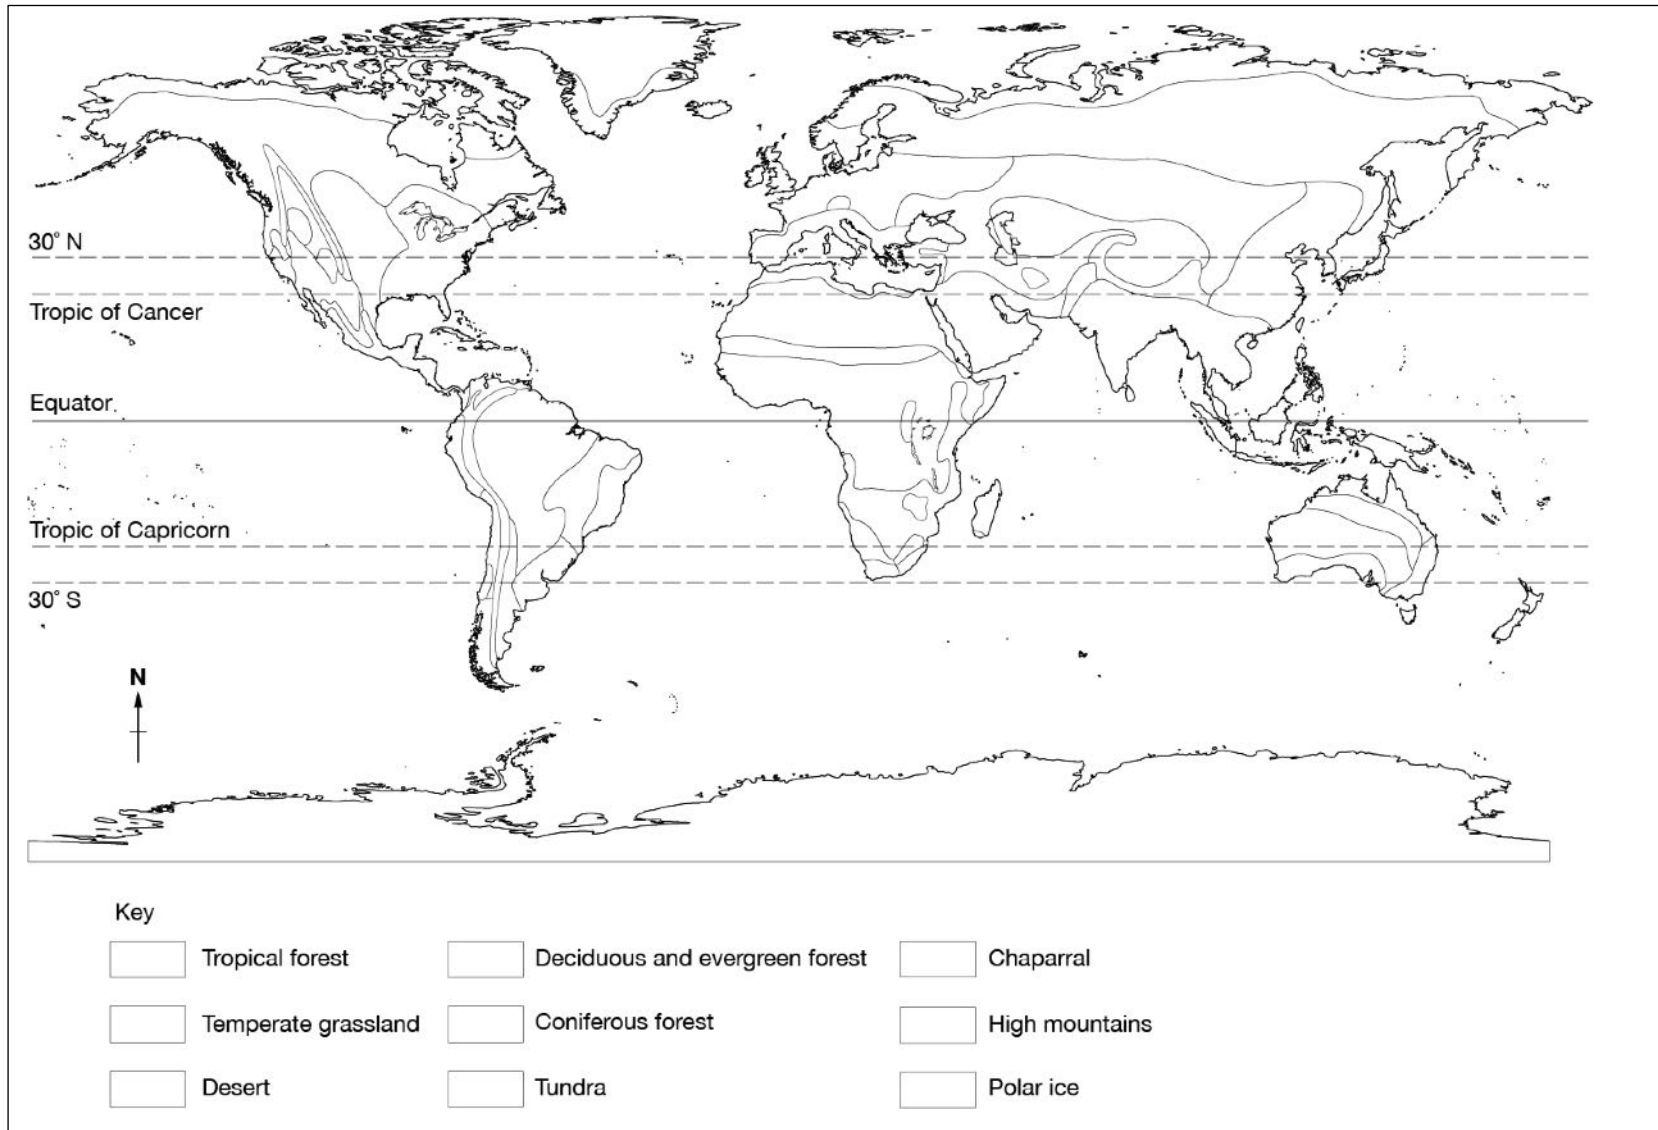 30° N
Tropic of Cancer
Equator
Tropic of Capricorn
30° S
N
Key
Tropical forest
Deciduous and evergreen forest
Chaparral
Temperate grassland
Coniferous forest
High mountains
Desert
Tundra
Polar ice